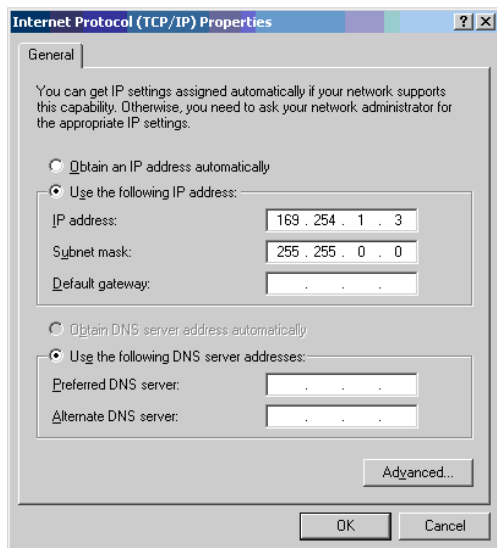 Internet Protocol (TCP/IP) Properties
General
You can get IP settings assigned automatically if your network supports
this capability. Otherwise, you need to ask your network administrator for
the appropriate IP settings.
Obtain an IP address automatically
Use the following IP address:
IP address: 169 . 254 . 1 . 3
Subnet mask: 255 . 255 . 0 . 0
Default gateway: . . .
Obtain DNS server address automatically
Use the following DNS server addresses:
Preferred DNS server: . . .
Alternate DNS server: . . .
Advanced...
OK Cancel